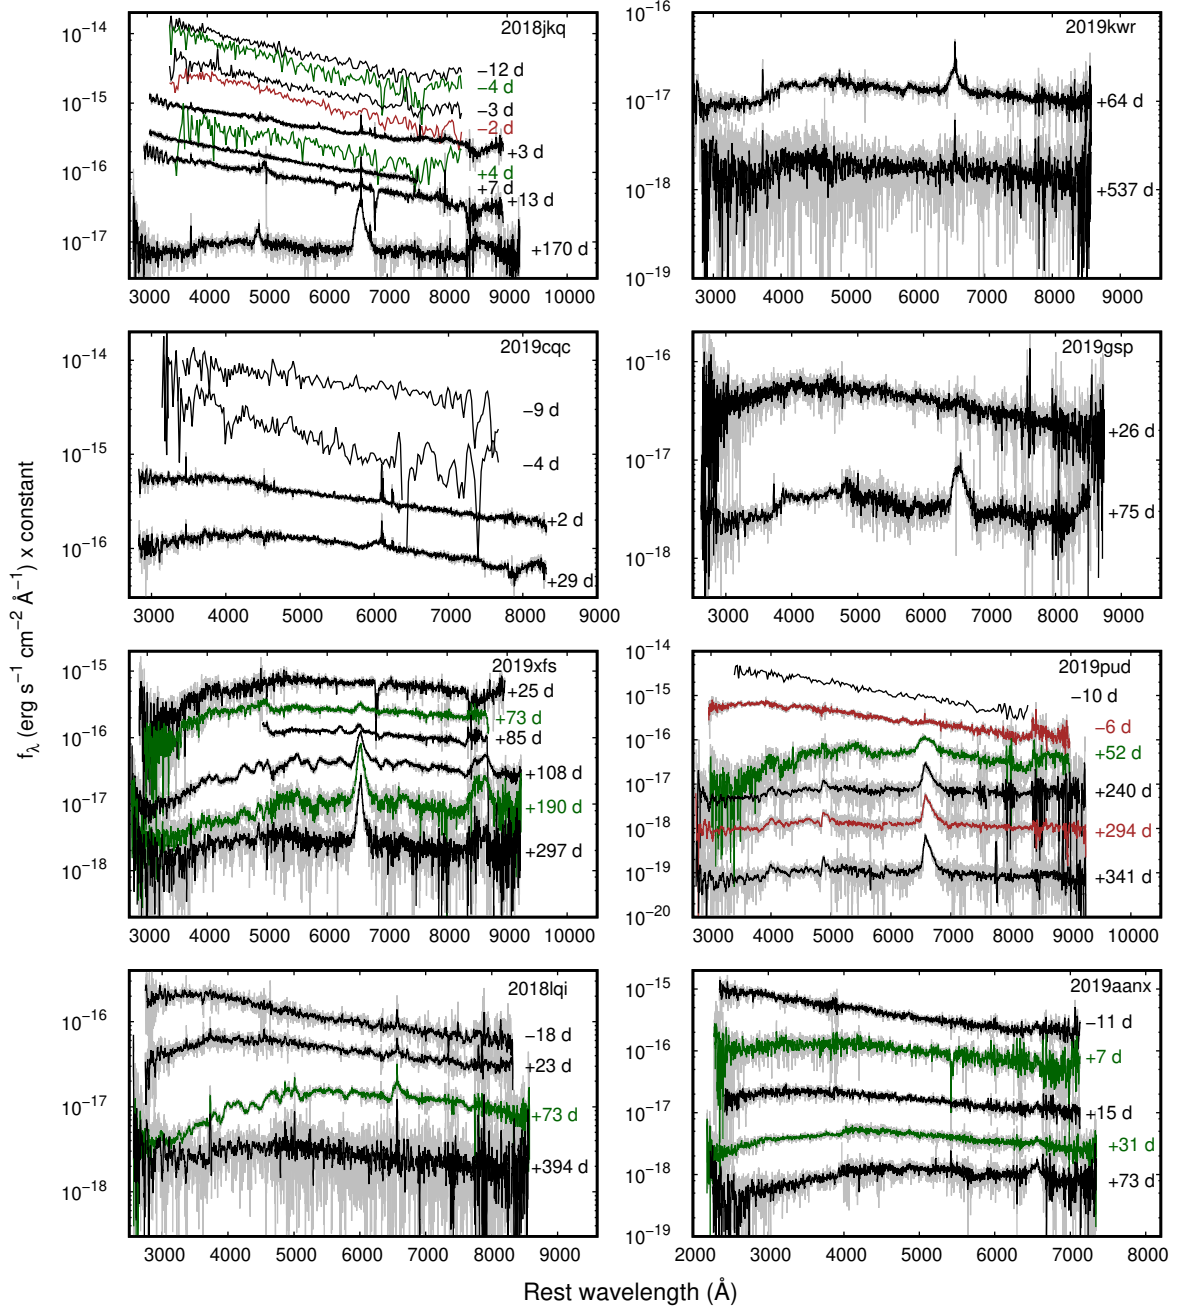 2018jkq
10⁻¹⁴
10⁻¹⁵
10⁻¹⁶
10⁻¹⁷
−12 d
−4 d
−3 d
−2 d
+3 d
+4 d
+7 d
+13 d
+170 d
3000 4000 5000 6000 7000 8000 9000 10000
2019kwr
10⁻¹⁶
10⁻¹⁷
10⁻¹⁸
10⁻¹⁹
+64 d
+537 d
3000 4000 5000 6000 7000 8000 9000
2019cqc
10⁻¹⁴
10⁻¹⁵
10⁻¹⁶
−9 d
−4 d
+2 d
+29 d
3000 4000 5000 6000 7000 8000 9000
2019gsp
10⁻¹⁶
10⁻¹⁷
10⁻¹⁸
+26 d
+75 d
3000 4000 5000 6000 7000 8000 9000
f_λ (erg s⁻¹ cm⁻² Å⁻¹) x constant
2019xfs
10⁻¹⁵
10⁻¹⁶
10⁻¹⁷
10⁻¹⁸
+25 d
+73 d
+85 d
+108 d
+190 d
+297 d
3000 4000 5000 6000 7000 8000 9000 10000
2019pud
10⁻¹⁴
10⁻¹⁵
10⁻¹⁶
10⁻¹⁷
10⁻¹⁸
10⁻¹⁹
10⁻²⁰
−10 d
−6 d
+52 d
+240 d
+294 d
+341 d
3000 4000 5000 6000 7000 8000 9000 10000
2018lqi
10⁻¹⁶
10⁻¹⁷
10⁻¹⁸
−18 d
+23 d
+73 d
+394 d
3000 4000 5000 6000 7000 8000 9000
2019aanx
10⁻¹⁵
10⁻¹⁶
10⁻¹⁷
10⁻¹⁸
10⁻¹⁹
−11 d
+7 d
+15 d
+31 d
+73 d
2000 3000 4000 5000 6000 7000 8000
Rest wavelength (Å)